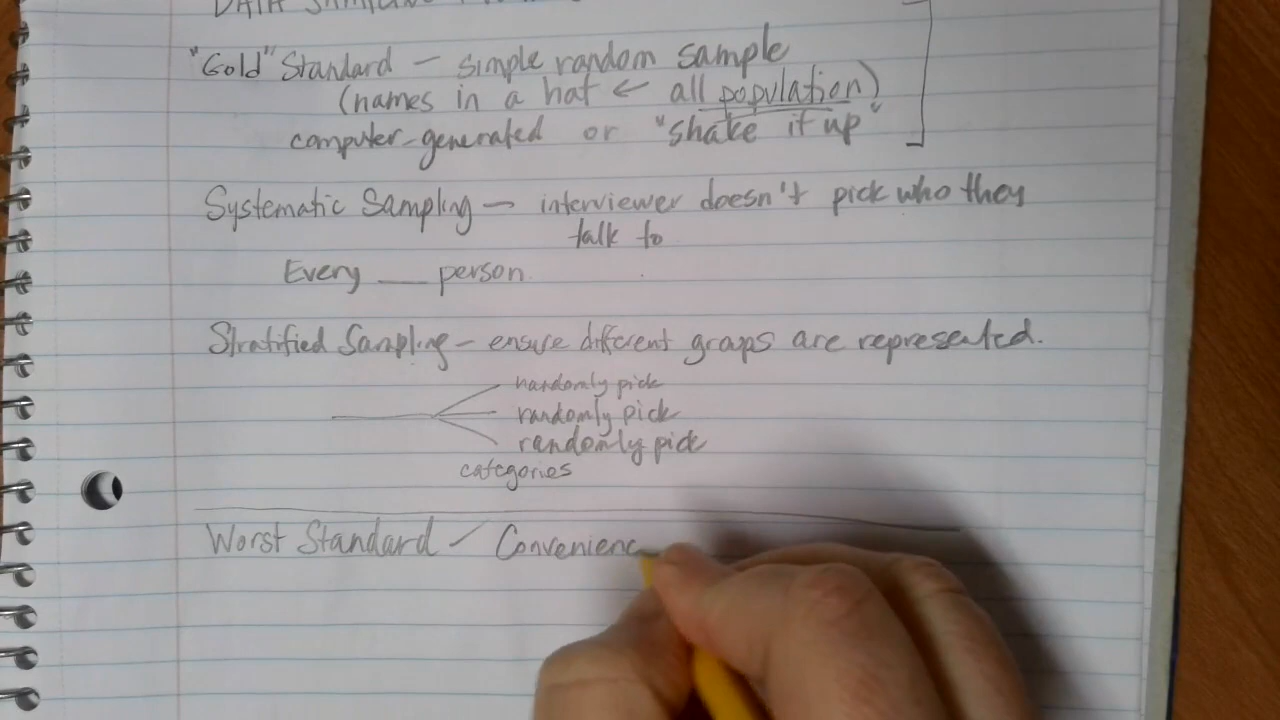 DATA SAMPLING
"Gold" Standard – simple random sample
(names in a hat ← all population)
computer-generated or "shake it up"
Systematic Sampling – interviewer doesn't pick who they
talk to
Every ___ person.
Stratified Sampling – ensure different groups are represented.
randomly pick
randomly pick
randomly pick
categories
Worst Standard – Convenienc